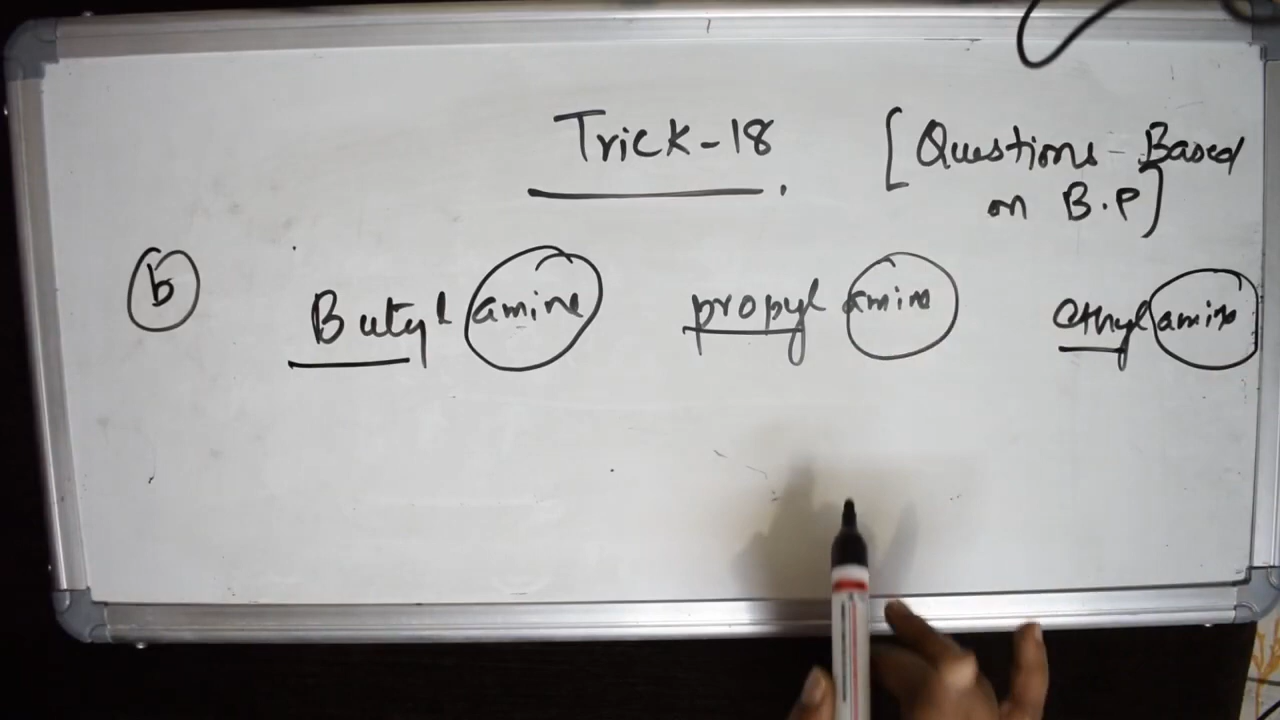 Trick-18
[Questions-Based
on B.P]
b Butyl amine propyl amine ethyl amine